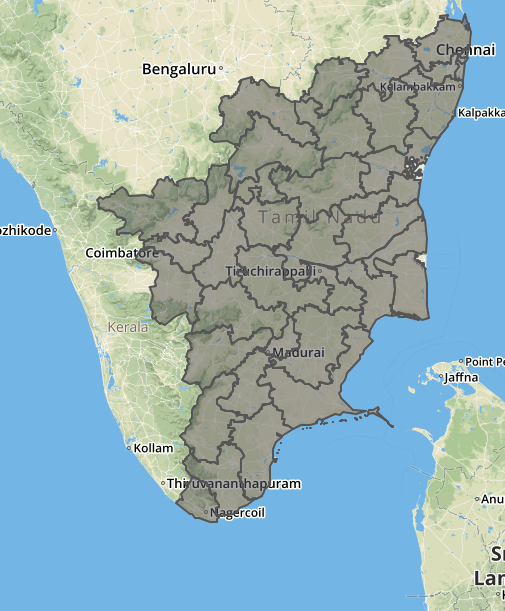 Chennai
Bengaluru
Kelambakkam
Kalpakka
Tamil Nadu
ozhikode
Coimbatore
Tiruchirappalli
Kerala
Madurai
Point Pe
Jaffna
Kollam
Thiruvananthapuram
Anu
Nagercoil
Sr
Lan